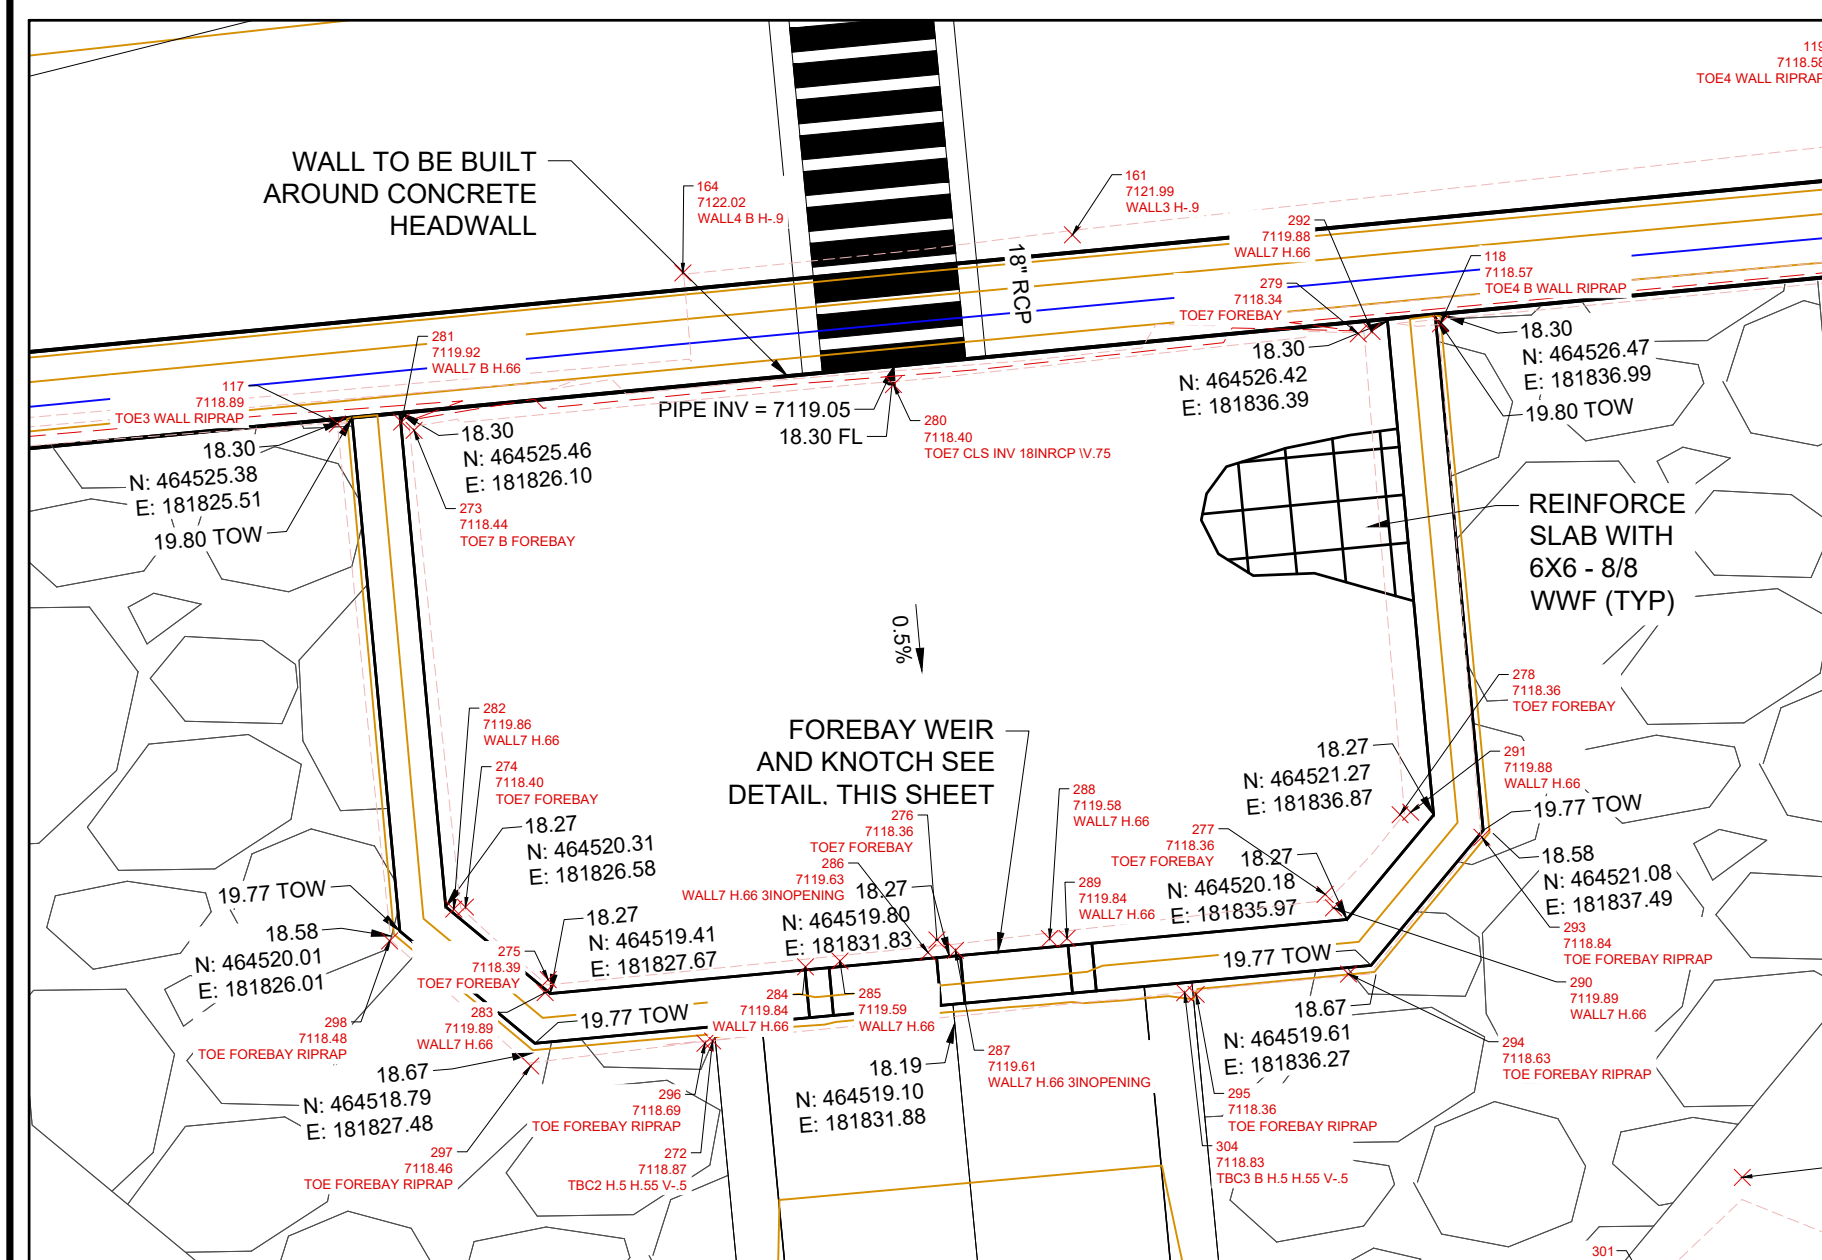 119
7118.58
TOE4 WALL RIPRAP
WALL TO BE BUILT
AROUND CONCRETE
HEADWALL
164
7122.02
WALL4 B H-.9
161
7121.99
WALL3 H-.9
18" RCP
292
7119.88
WALL7 H.66
279
7118.34
TOE7 FOREBAY
118
7118.57
TOE4 B WALL RIPRAP
281
7119.92
WALL7 B H.66
117
7118.89
TOE3 WALL RIPRAP
18.30
N: 464525.38
E: 181825.51
19.80 TOW
18.30
N: 464525.46
E: 181826.10
273
7118.44
TOE7 B FOREBAY
PIPE INV = 7119.05
18.30 FL
280
7118.40
TOE7 CLS INV 18INRCP \V.75
18.30
N: 464526.42
E: 181836.39
18.30
N: 464526.47
E: 181836.99
19.80 TOW
REINFORCE
SLAB WITH
6X6 - 8/8
WWF (TYP)
0.5%
278
7118.36
TOE7 FOREBAY
282
7119.86
WALL7 H.66
274
7118.40
TOE7 FOREBAY
FOREBAY WEIR
AND KNOTCH SEE
DETAIL, THIS SHEET
18.27
N: 464521.27
E: 181836.87
291
7119.88
WALL7 H.66
19.77 TOW
18.27
N: 464520.31
E: 181826.58
276
7118.36
TOE7 FOREBAY
286
7119.63
WALL7 H.66 3INOPENING
288
7119.58
WALL7 H.66
277
7118.36
TOE7 FOREBAY
289
7119.84
WALL7 H.66
18.27
N: 464520.18
E: 181835.97
18.58
N: 464521.08
E: 181837.49
19.77 TOW
18.58
N: 464520.01
E: 181826.01
18.27
N: 464519.41
E: 181827.67
18.27
N: 464519.80
E: 181831.83
293
7118.84
TOE FOREBAY RIPRAP
275
7118.39
TOE7 FOREBAY
19.77 TOW
290
7119.89
WALL7 H.66
283
7119.89
WALL7 H.66
19.77 TOW
284
7119.84
WALL7 H.66
285
7119.59
WALL7 H.66
298
7118.48
TOE FOREBAY RIPRAP
287
7119.61
WALL7 H.66 3INOPENING
18.67
N: 464519.61
E: 181836.27
294
7118.63
TOE FOREBAY RIPRAP
18.67
N: 464518.79
E: 181827.48
18.19
N: 464519.10
E: 181831.88
296
7118.69
TOE FOREBAY RIPRAP
295
7118.36
TOE FOREBAY RIPRAP
297
7118.46
TOE FOREBAY RIPRAP
272
7118.87
TBC2 H.5 H.55 V-.5
304
7118.83
TBC3 B H.5 H.55 V-.5
301